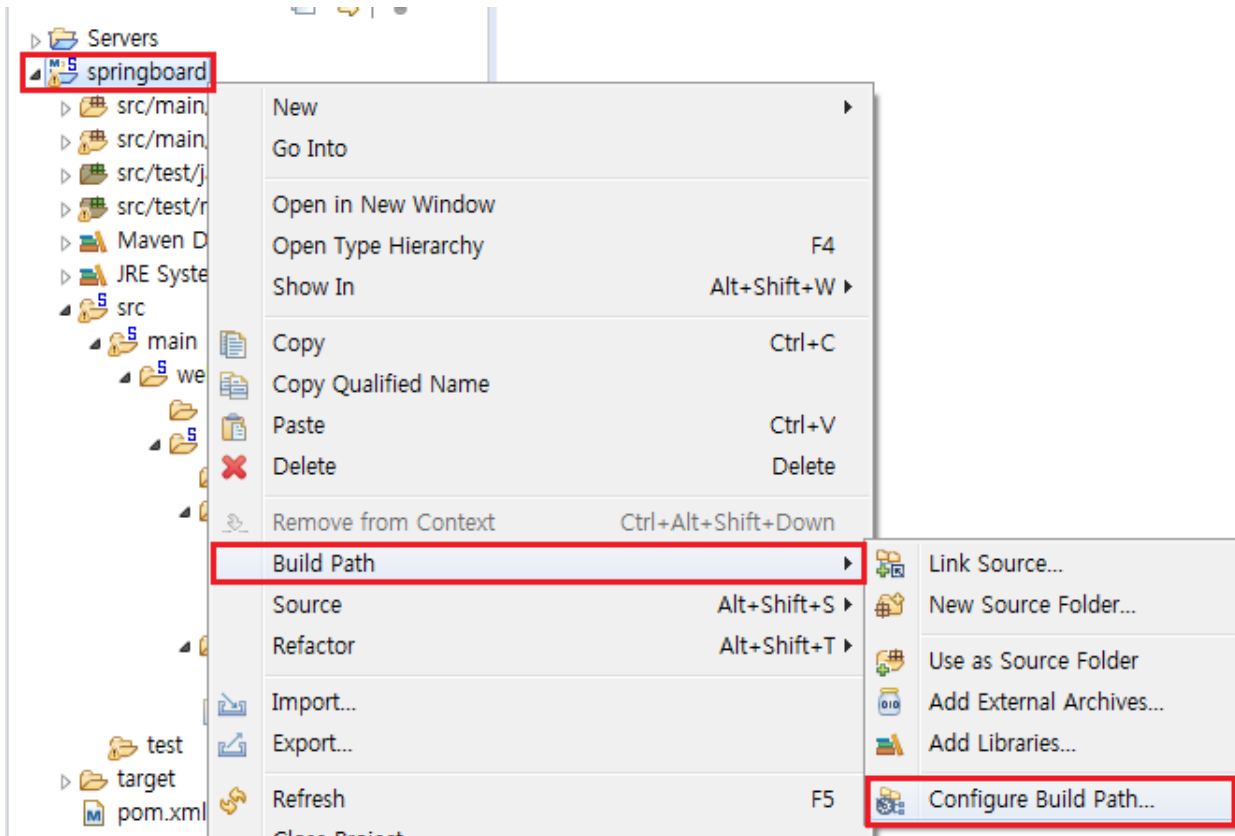 Servers
springboard
src/main/
src/main/
src/test/j
src/test/r
Maven D
JRE Syste
src
main
we
test
target
pom.xml
New
Go Into
Open in New Window
Open Type Hierarchy F4
Show In Alt+Shift+W
Copy Ctrl+C
Copy Qualified Name
Paste Ctrl+V
Delete Delete
Remove from Context Ctrl+Alt+Shift+Down
Build Path
Source Alt+Shift+S
Refactor Alt+Shift+T
Import...
Export...
Refresh F5
Close Project
Link Source...
New Source Folder...
Use as Source Folder
Add External Archives...
Add Libraries...
Configure Build Path...